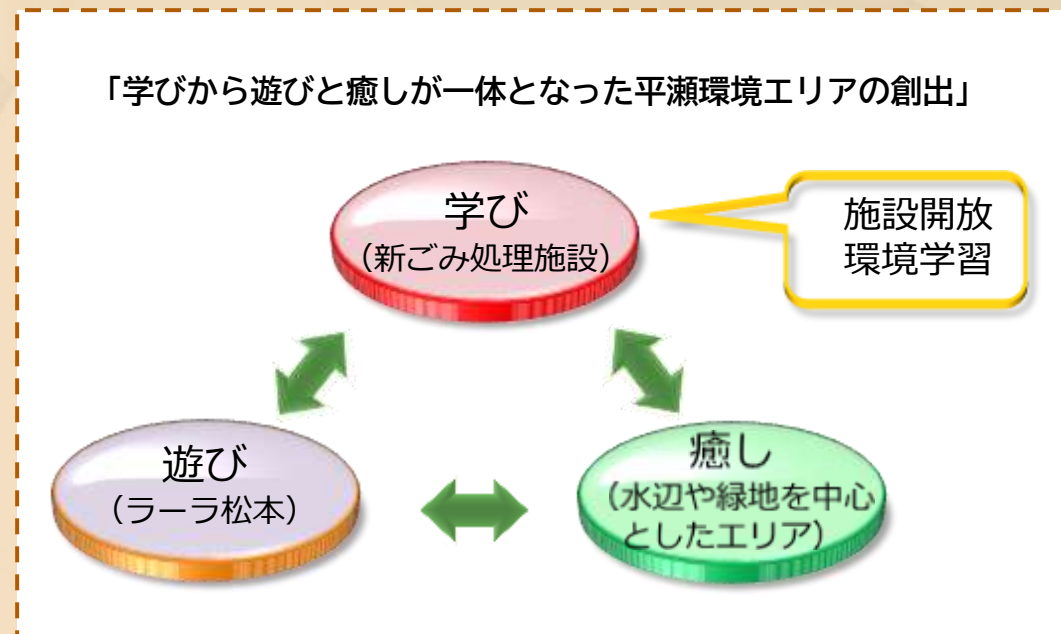 「学びから遊びと癒しが一体となった平瀬環境エリアの創出」
学び
（新ごみ処理施設）
施設開放
環境学習
遊び
（ラーラ松本）
癒し
（水辺や緑地を中心
としたエリア）